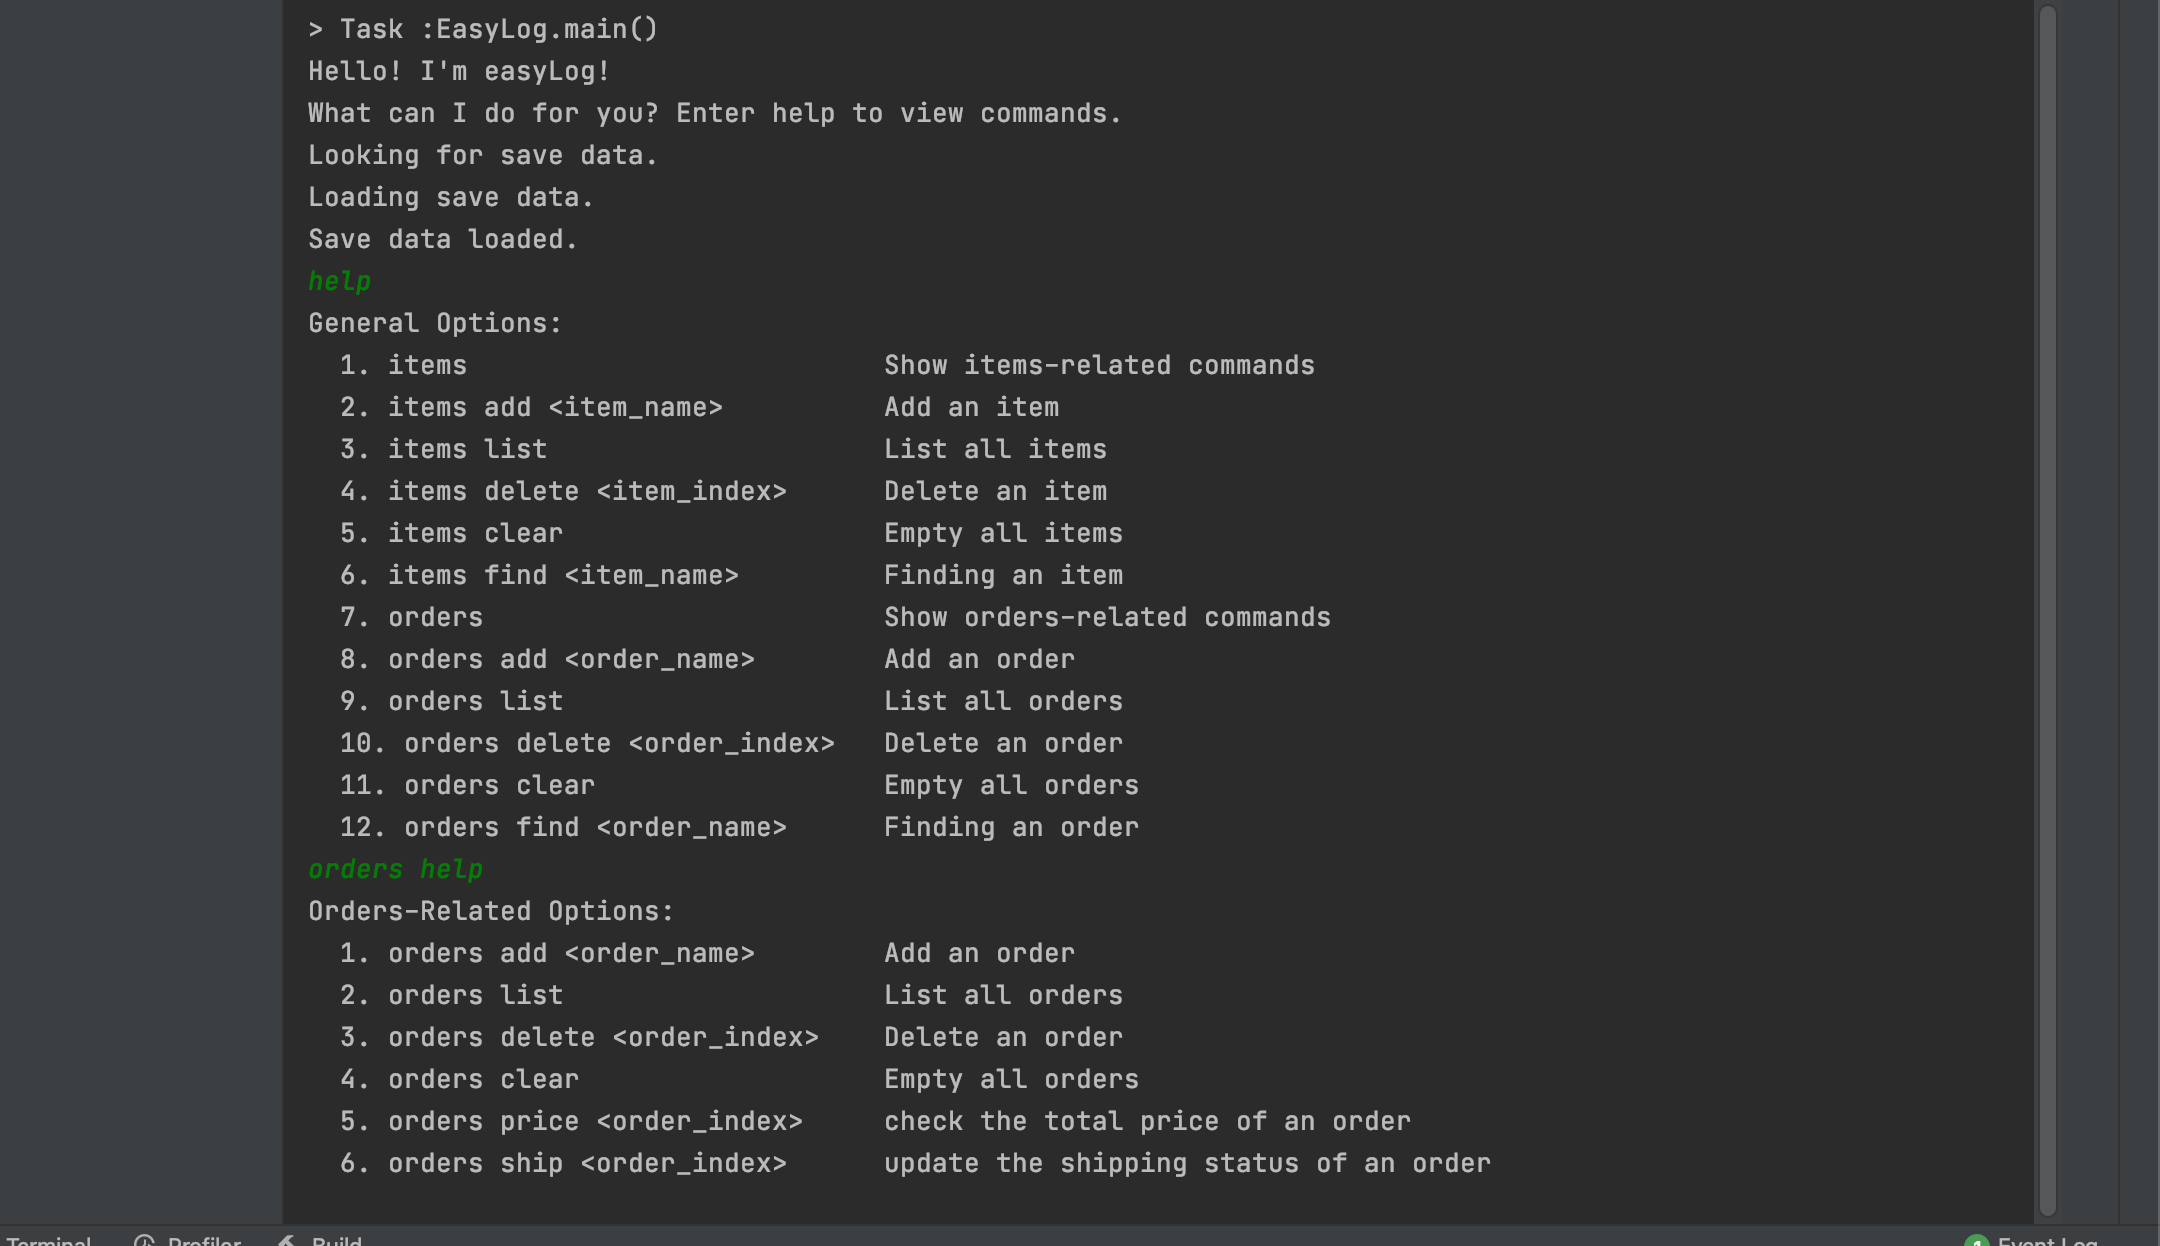 > Task :EasyLog.main()
Hello! I'm easyLog!
What can I do for you? Enter help to view commands.
Looking for save data.
Loading save data.
Save data loaded.
help
General Options:
  1. items                          Show items-related commands
  2. items add <item_name>          Add an item
  3. items list                     List all items
  4. items delete <item_index>      Delete an item
  5. items clear                    Empty all items
  6. items find <item_name>         Finding an item
  7. orders                         Show orders-related commands
  8. orders add <order_name>        Add an order
  9. orders list                    List all orders
  10. orders delete <order_index>   Delete an order
  11. orders clear                  Empty all orders
  12. orders find <order_name>      Finding an order
orders help
Orders-Related Options:
  1. orders add <order_name>        Add an order
  2. orders list                    List all orders
  3. orders delete <order_index>    Delete an order
  4. orders clear                   Empty all orders
  5. orders price <order_index>     check the total price of an order
  6. orders ship <order_index>      update the shipping status of an order
Terminal Profiler Build 1 Event Log